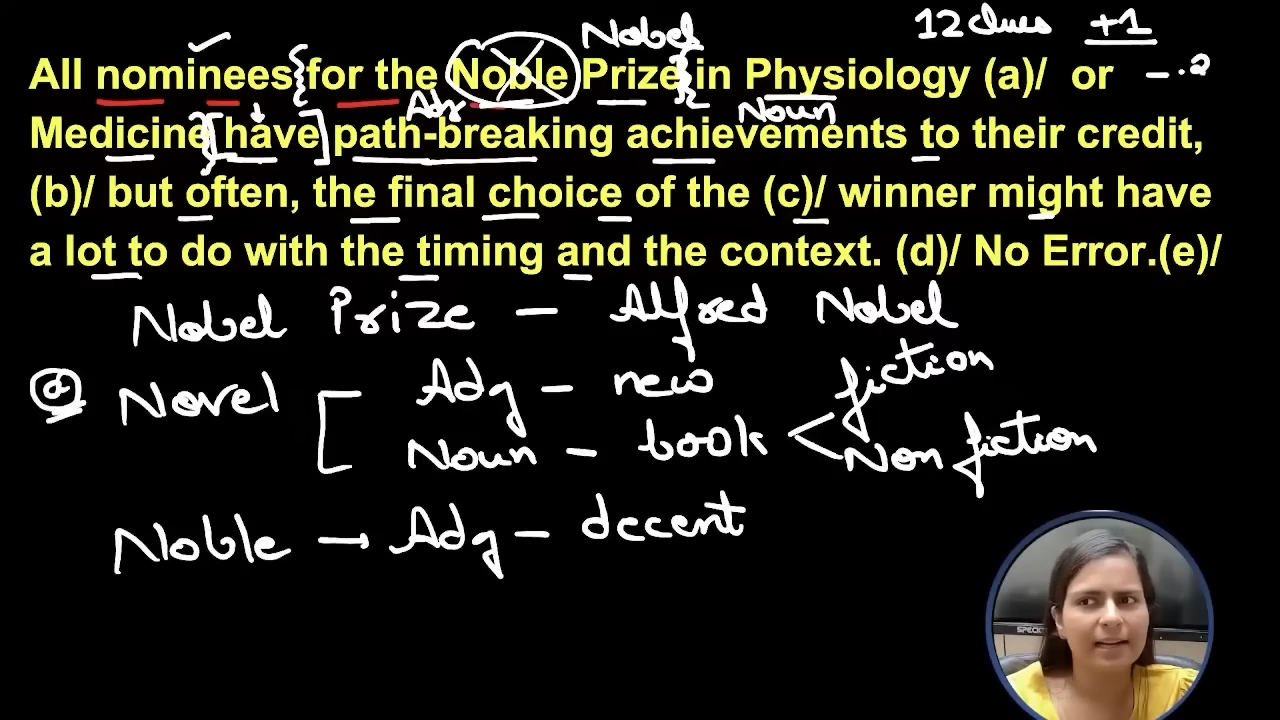 12 clues +1
Nobel
All nominees for the Noble Prize in Physiology (a)/ or
Adj Noun
Medicine have path-breaking achievements to their credit,
(b)/ but often, the final choice of the (c)/ winner might have
a lot to do with the timing and the context. (d)/ No Error.(e)/
Nobel Prize - Alfred Nobel
@ Novel Adj - new fiction
Noun - book < Non fiction
Noble → Adj - decent